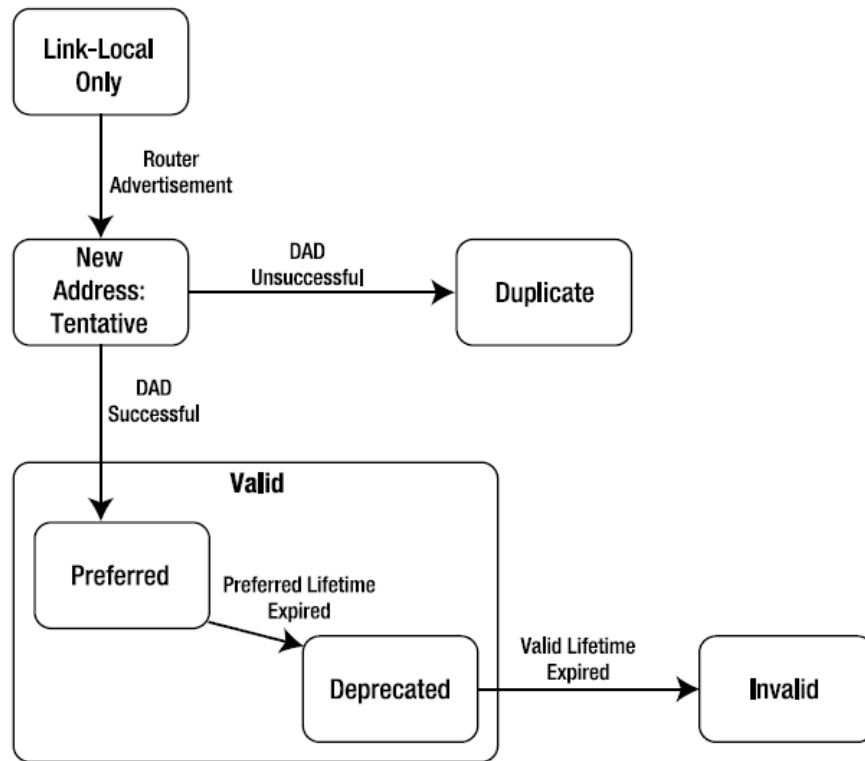 Link-Local
Only
Router
Advertisement
New
Address:
Tentative
DAD
Unsuccessful
Duplicate
DAD
Successful
Valid
Preferred
Preferred Lifetime
Expired
Deprecated
Valid Lifetime
Expired
Invalid